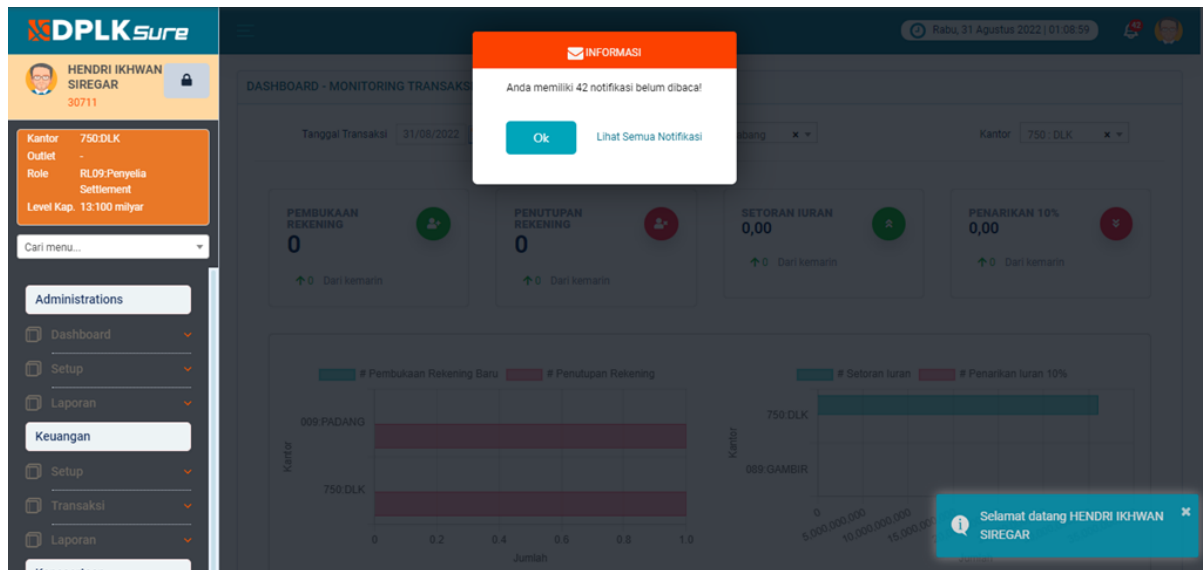 DPLKSure
HENDRI IKHWAN
SIREGAR
30711
Kantor 750:DLK
Outlet -
Role RL09:Penyelia
Settlement
Level Kap. 13:100 milyar
Cari menu...
Administrations
Dashboard
Setup
Laporan
Keuangan
Setup
Transaksi
Laporan
Rabu, 31 Agustus 2022 | 01:08:59
42
INFORMASI
Anda memiliki 42 notifikasi belum dibaca!
Ok
Lihat Semua Notifikasi
DASHBOARD - MONITORING TRANSAKS
Tanggal Transaksi 31/08/2022
abang
Kantor 750 : DLK
PEMBUKAAN
REKENING
0
0 Dari kemarin
PENUTUPAN
REKENING
0
0 Dari kemarin
SETORAN IURAN
0,00
0 Dari kemarin
PENARIKAN 10%
0,00
0 Dari kemarin
# Pembukaan Rekening Baru # Penutupan Rekening
009:PADANG
750:DLK
Kantor
0 0.2 0.4 0.6 0.8 1.0
Jumlah
# Setoran Iuran # Penarikan Iuran 10%
750:DLK
089:GAMBIR
Kantor
0 5,000,000,000 10,000,000,000
Selamat datang HENDRI IKHWAN
SIREGAR